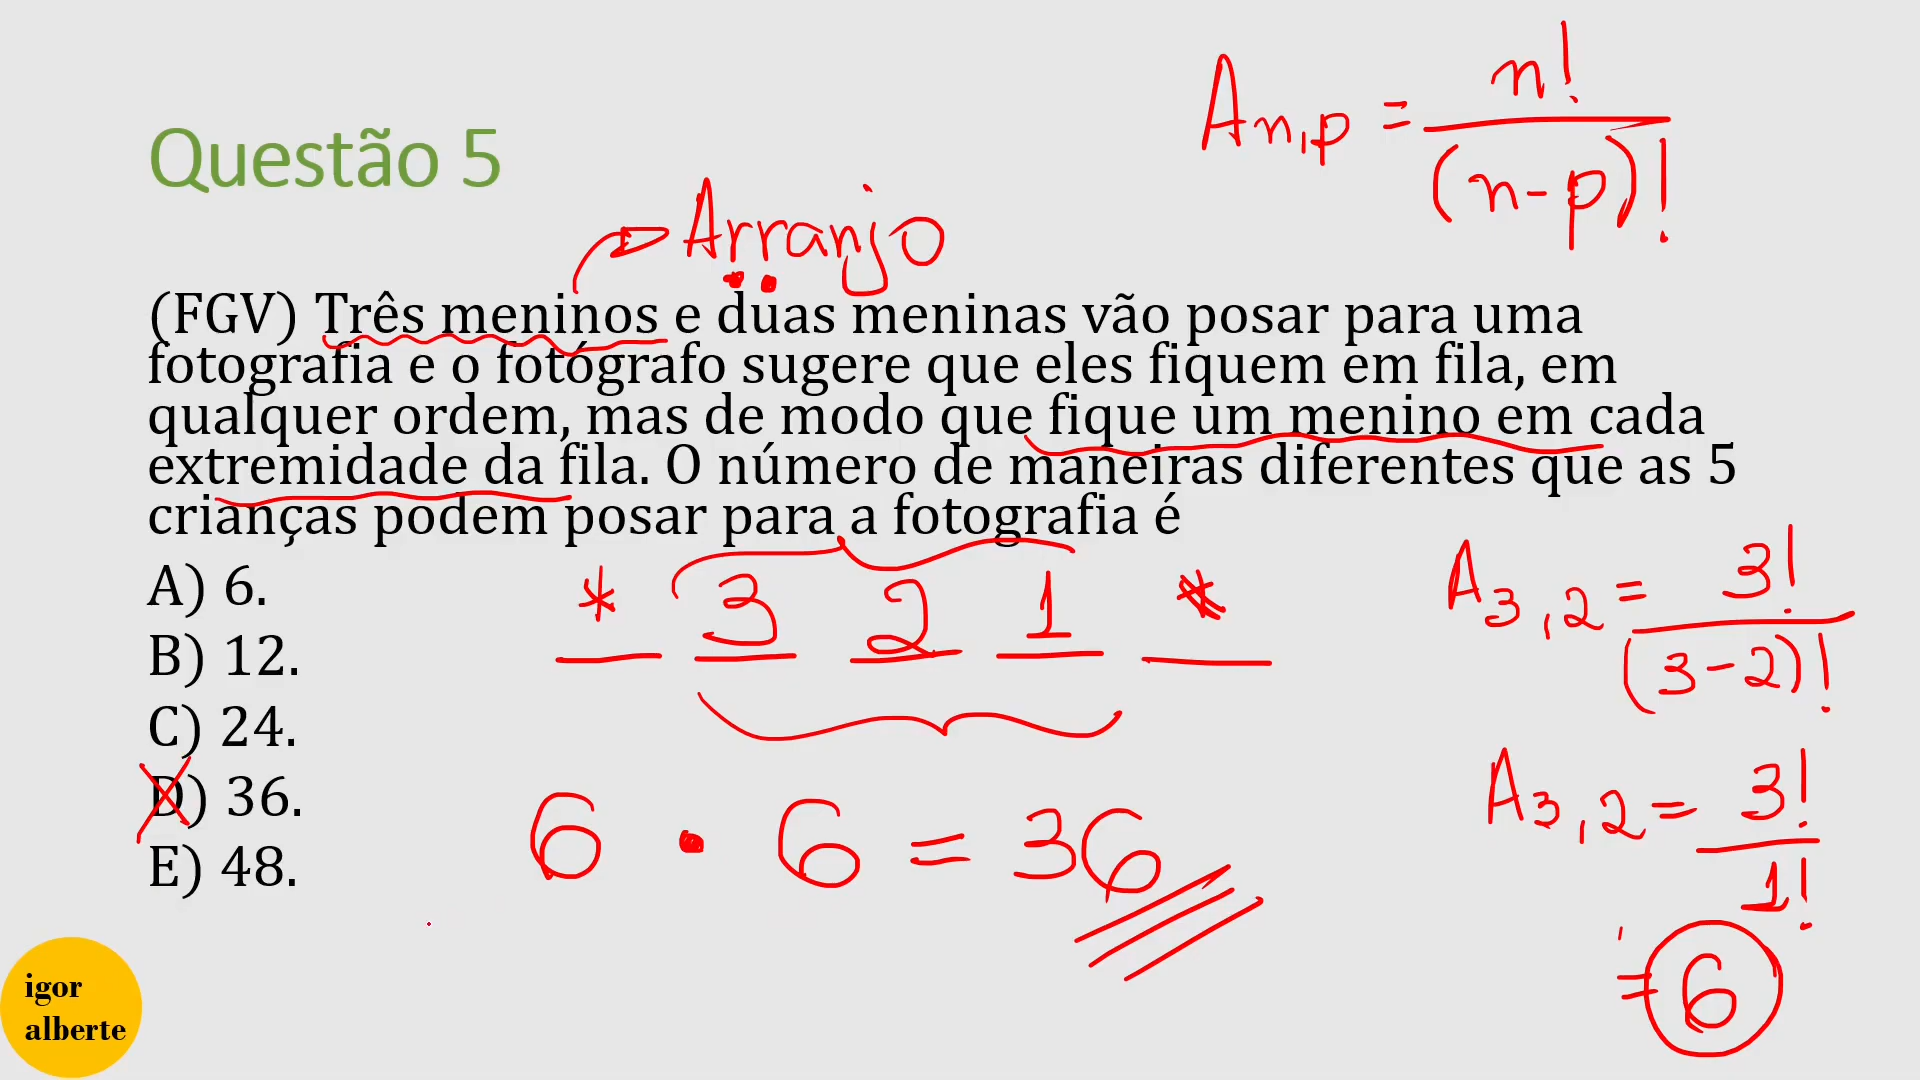 Questão 5
A n,p = n! / (n-p)!
Arranjo
(FGV) Três meninos e duas meninas vão posar para uma
fotografia e o fotógrafo sugere que eles fiquem em fila, em
qualquer ordem, mas de modo que fique um menino em cada
extremidade da fila. O número de maneiras diferentes que as 5
crianças podem posar para a fotografia é
A) 6.
B) 12.
C) 24.
D) 36.
E) 48.
* 3 2 1 *
6 . 6 = 36
A 3,2 = 3! / (3-2)!
A 3,2 = 3! / 1!
= 6
igor
alberte